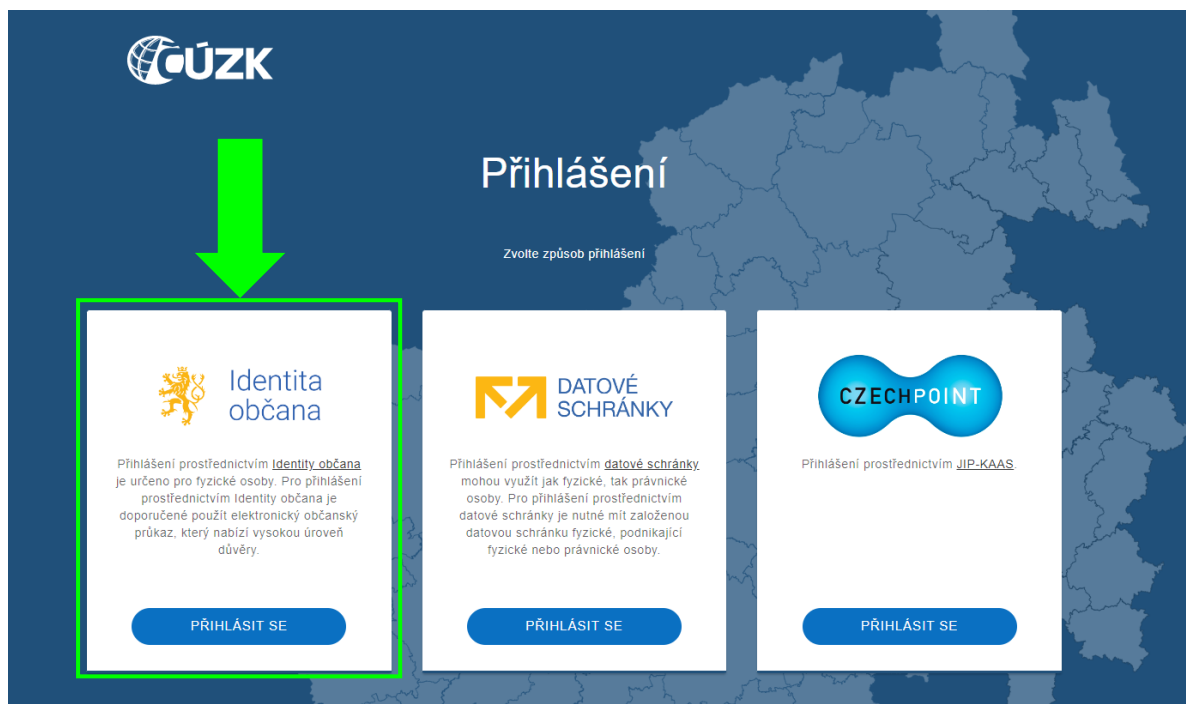 ČÚZK
Přihlášení
Zvolte způsob přihlášení
Identita
občana
Přihlášení prostřednictvím Identity občana
je určeno pro fyzické osoby. Pro přihlášení
prostřednictvím Identity občana je
doporučené použít elektronický občanský
průkaz, který nabízí vysokou úroveň
důvěry.
PŘIHLÁSIT SE
DATOVÉ
SCHRÁNKY
Přihlášení prostřednictvím datové schránky
mohou využít jak fyzické, tak právnické
osoby. Pro přihlášení prostřednictvím
datové schránky je nutné mít založenou
datovou schránku fyzické, podnikající
fyzické nebo právnické osoby.
PŘIHLÁSIT SE
CZECHPOINT
Přihlášení prostřednictvím JIP-KAAS.
PŘIHLÁSIT SE